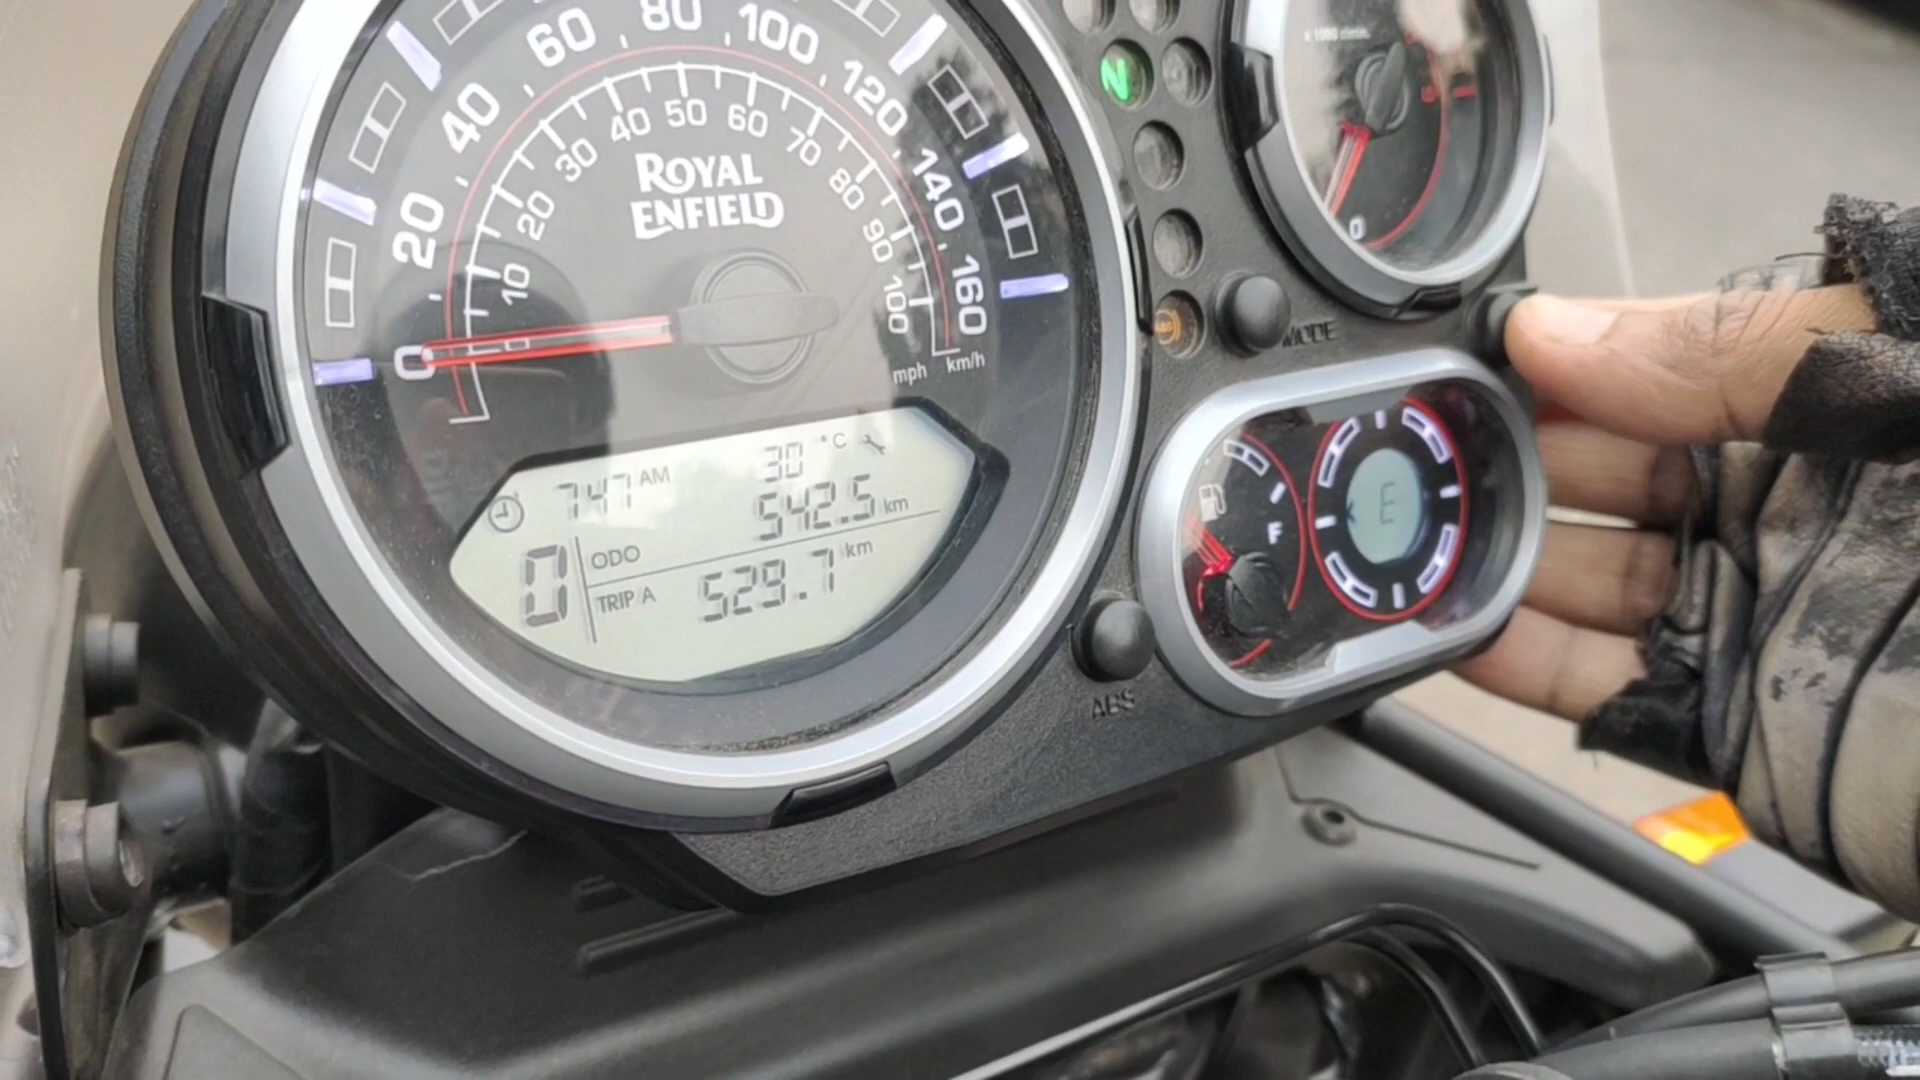 20 40 60 80 100 120 140 160
10 20 30 40 50 60 70 80 90 100
ROYAL
ENFIELD
0
mph km/h
7:47 AM 30 °C
542.5 km
0 ODO
TRIP A 529.7 km
N
x 1000 r/min.
0
MODE
F
E
ABS